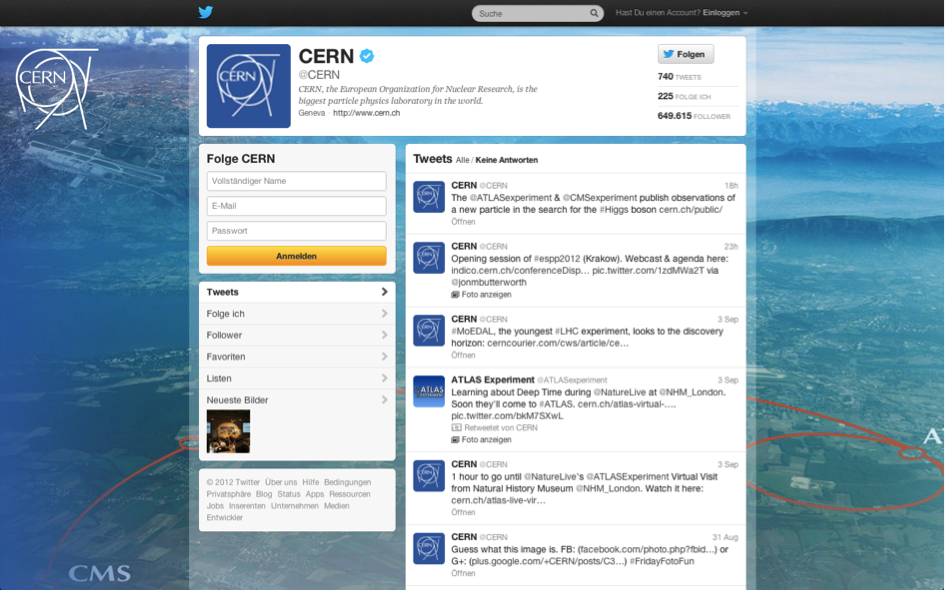 Suche
Hast Du einen Account? Einloggen
CERN
CERN
CERN
@CERN
CERN, the European Organization for Nuclear Research, is the
biggest particle physics laboratory in the world.
Geneva · http://www.cern.ch
Folgen
740 TWEETS
225 FOLGE ICH
649.615 FOLLOWER
Folge CERN
Vollständiger Name
E-Mail
Passwort
Anmelden
Tweets
Folge ich
Follower
Favoriten
Listen
Neueste Bilder
© 2012 Twitter Über uns Hilfe Bedingungen
Privatsphäre Blog Status Apps Ressourcen
Jobs Inserenten Unternehmen Medien
Entwickler
Tweets Alle / Keine Antworten
CERN @CERN 18h
The @ATLASexperiment & @CMSexperiment publish observations of
a new particle in the search for the #Higgs boson cern.ch/public/
Öffnen
CERN @CERN 23h
Opening session of #espp2012 (Krakow). Webcast & agenda here:
indico.cern.ch/conferenceDisp… pic.twitter.com/1zdMWa2T via
@jonmbutterworth
Foto anzeigen
CERN @CERN 3 Sep
#MoEDAL, the youngest #LHC experiment, looks to the discovery
horizon: cerncourier.com/cws/article/ce…
Öffnen
ATLAS
ATLAS Experiment @ATLASexperiment 3 Sep
Learning about Deep Time during @NatureLive at @NHM_London.
Soon they'll come to #ATLAS. cern.ch/atlas-virtual-….
pic.twitter.com/bkM7SXwL
Retweetet von CERN
Foto anzeigen
CERN @CERN 3 Sep
1 hour to go until @NatureLive's @ATLASExperiment Virtual Visit
from Natural History Museum @NHM_London. Watch it here:
cern.ch/atlas-live-vir…
Öffnen
CERN @CERN 31 Aug
Guess what this image is. FB: (facebook.com/photo.php?fbid…) or
G+: (plus.google.com/+CERN/posts/C3…) #FridayFotoFun
Öffnen
CMS